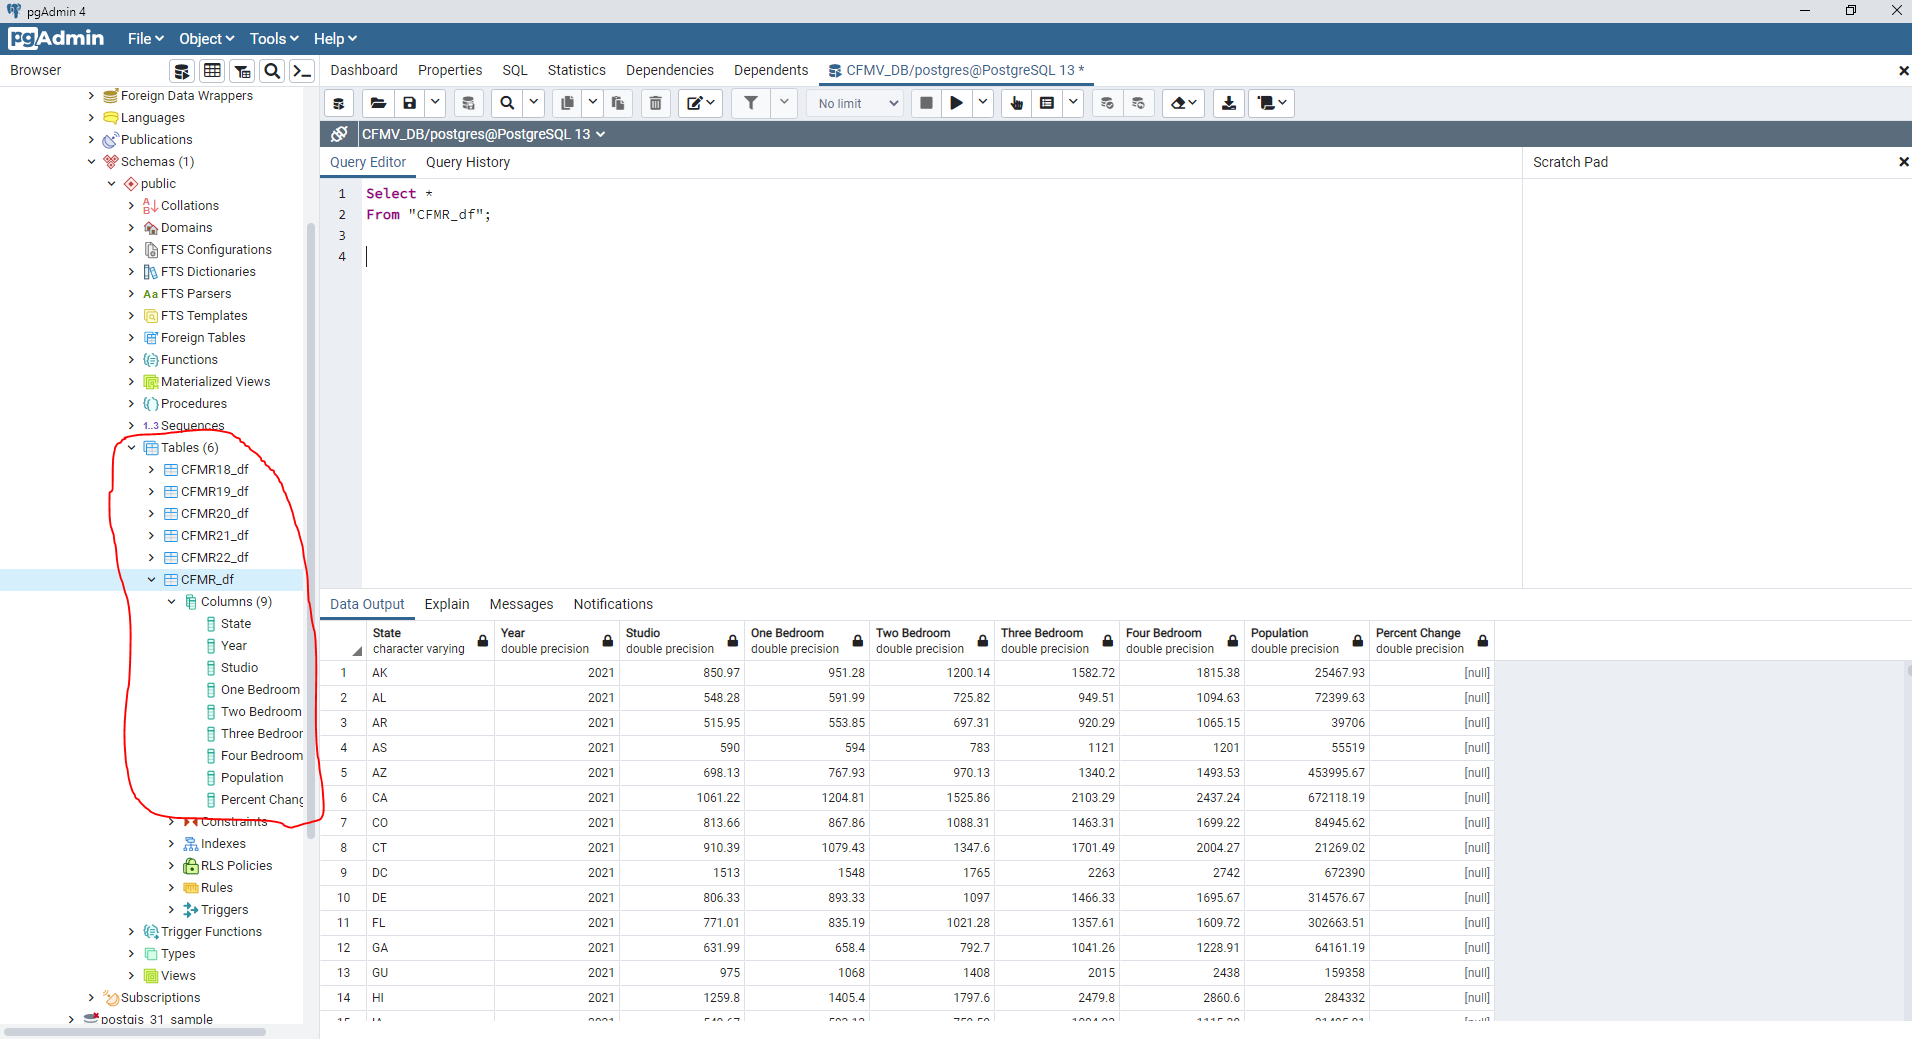 pgAdmin 4
pgAdmin File Object Tools Help
Browser
Dashboard Properties SQL Statistics Dependencies Dependents CFMV_DB/postgres@PostgreSQL 13 *
No limit
CFMV_DB/postgres@PostgreSQL 13
Query Editor Query History Scratch Pad
1 Select *
2 From "CFMR_df";
3
4
Foreign Data Wrappers
Languages
Publications
Schemas (1)
public
Collations
Domains
FTS Configurations
FTS Dictionaries
Aa FTS Parsers
FTS Templates
Foreign Tables
Functions
Materialized Views
Procedures
1..3 Sequences
Tables (6)
CFMR18_df
CFMR19_df
CFMR20_df
CFMR21_df
CFMR22_df
CFMR_df
Columns (9)
State
Year
Studio
One Bedroom
Two Bedroom
Three Bedroor
Four Bedroom
Population
Percent Chang
Constraints
Indexes
RLS Policies
Rules
Triggers
Trigger Functions
Types
Views
Subscriptions
postgis_31_sample
Data Output Explain Messages Notifications
State Year Studio One Bedroom Two Bedroom Three Bedroom Four Bedroom Population Percent Change
character varying double precision double precision double precision double precision double precision double precision double precision double precision
1 AK 2021 850.97 951.28 1200.14 1582.72 1815.38 25467.93 [null]
2 AL 2021 548.28 591.99 725.82 949.51 1094.63 72399.63 [null]
3 AR 2021 515.95 553.85 697.31 920.29 1065.15 39706 [null]
4 AS 2021 590 594 783 1121 1201 55519 [null]
5 AZ 2021 698.13 767.93 970.13 1340.2 1493.53 453995.67 [null]
6 CA 2021 1061.22 1204.81 1525.86 2103.29 2437.24 672118.19 [null]
7 CO 2021 813.66 867.86 1088.31 1463.31 1699.22 84945.62 [null]
8 CT 2021 910.39 1079.43 1347.6 1701.49 2004.27 21269.02 [null]
9 DC 2021 1513 1548 1765 2263 2742 672390 [null]
10 DE 2021 806.33 893.33 1097 1466.33 1695.67 314576.67 [null]
11 FL 2021 771.01 835.19 1021.28 1357.61 1609.72 302663.51 [null]
12 GA 2021 631.99 658.4 792.7 1041.26 1228.91 64161.19 [null]
13 GU 2021 975 1068 1408 2015 2438 159358 [null]
14 HI 2021 1259.8 1405.4 1797.6 2479.8 2860.6 284332 [null]